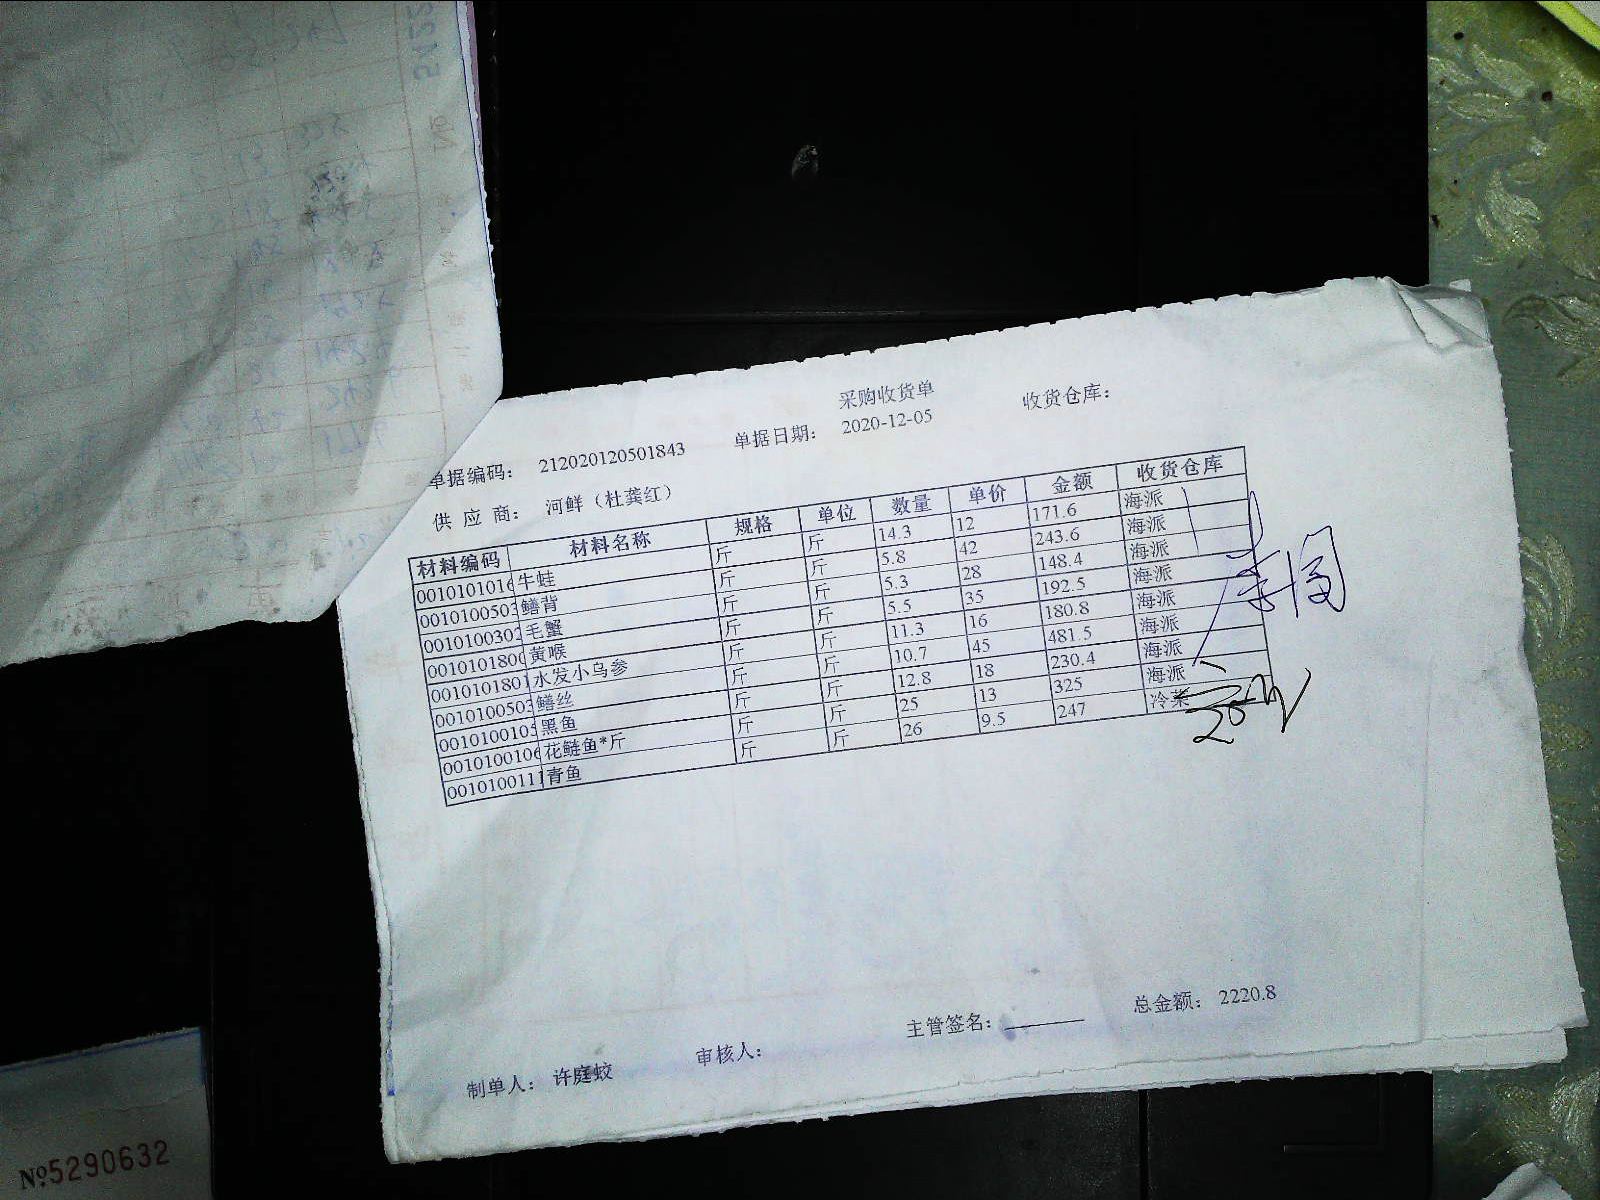 采购收货单
单据编码: 212020120501843 单据日期: 2020-12-05 收货仓库:
供 应 商: 河鲜（杜龚红）
材料编码 材料名称 规格 单位 数量 单价 金额 收货仓库
0010101016 牛蛙 斤 斤 14.3 12 171.6 海派
0010100503 鳝背 斤 斤 5.8 42 243.6 海派
0010100302 毛蟹 斤 斤 5.3 28 148.4 海派
001010180 黄喉 斤 斤 5.5 35 192.5 海派
0010101801 水发小乌参 斤 斤 11.3 16 180.8 海派
0010100503 鳝丝 斤 斤 10.7 45 481.5 海派
0010100105 黑鱼 斤 斤 12.8 18 230.4 海派
0010100106 花鲢鱼*斤 斤 斤 25 13 325 海派
0010100111 青鱼 斤 斤 26 9.5 247 冷菜
总金额: 2220.8
主管签名:
审核人:
制单人: 许庭蛟
№5290632